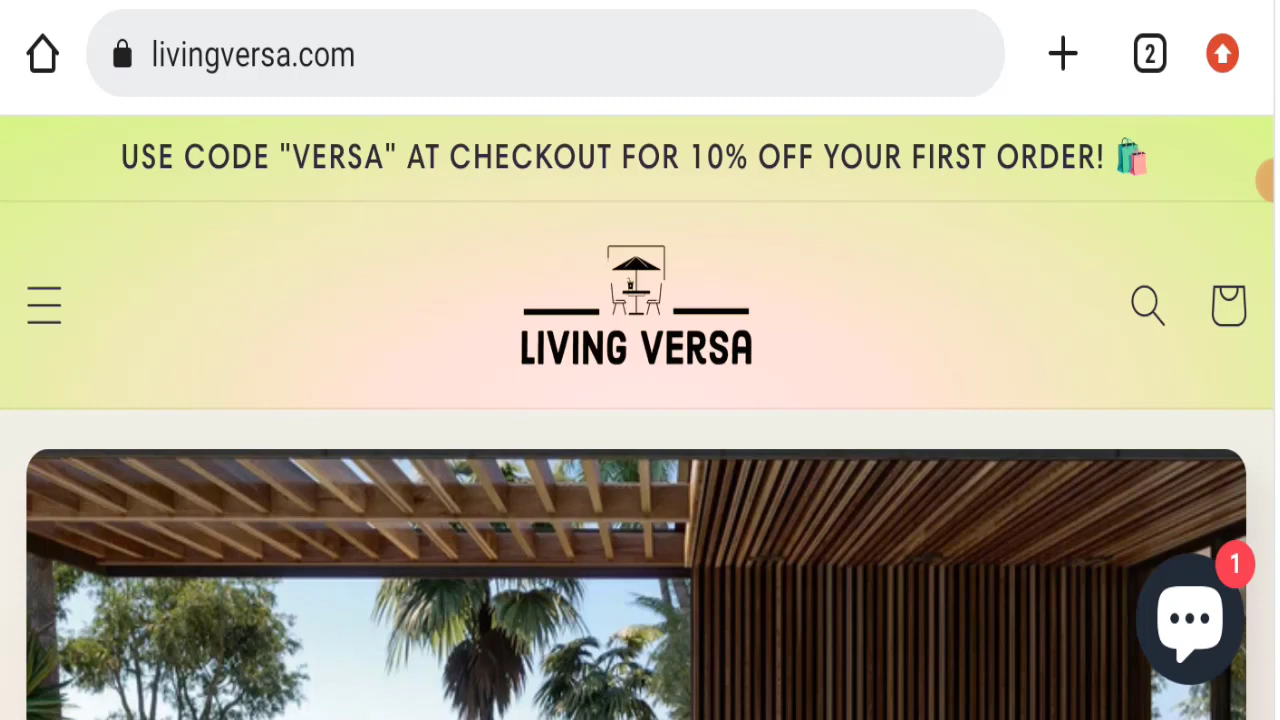 livingversa.com
2
USE CODE "VERSA" AT CHECKOUT FOR 10% OFF YOUR FIRST ORDER! 🛍️
LIVING VERSA
1